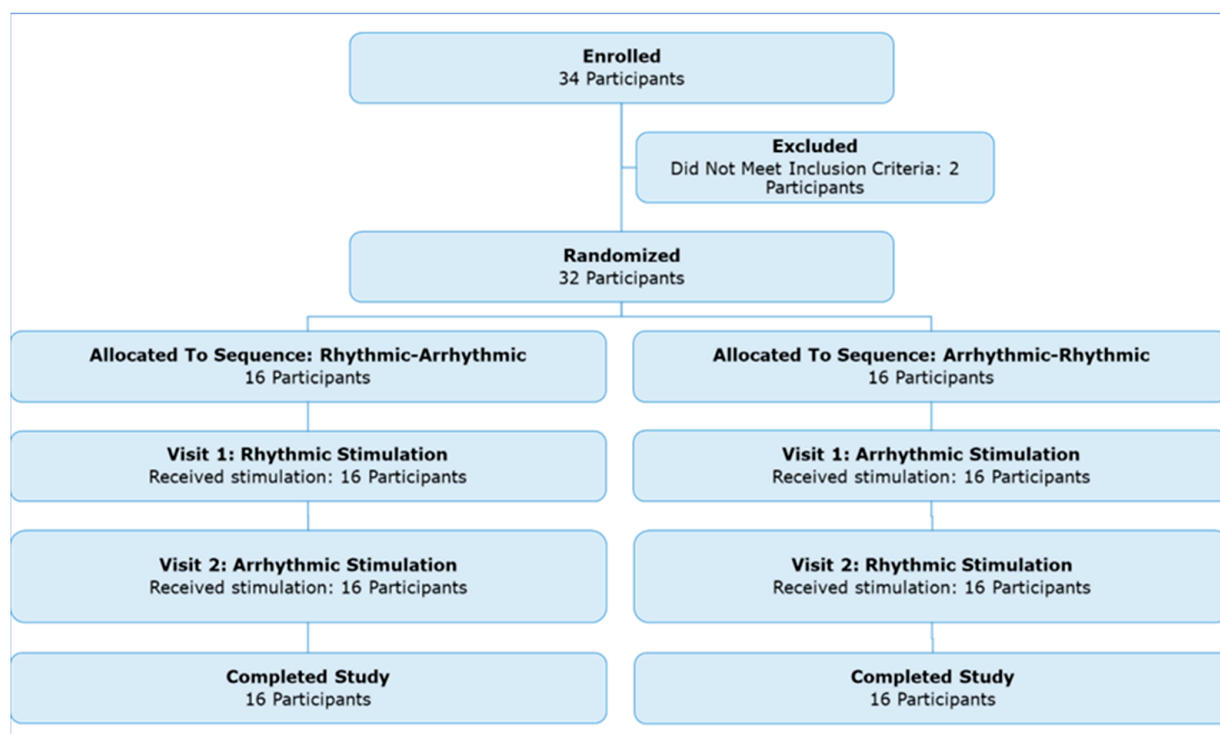 Enrolled
34 Participants
Excluded
Did Not Meet Inclusion Criteria: 2
Participants
Randomized
32 Participants
Allocated To Sequence: Rhythmic-Arrhythmic
16 Participants
Allocated To Sequence: Arrhythmic-Rhythmic
16 Participants
Visit 1: Rhythmic Stimulation
Received stimulation: 16 Participants
Visit 1: Arrhythmic Stimulation
Received stimulation: 16 Participants
Visit 2: Arrhythmic Stimulation
Received stimulation: 16 Participants
Visit 2: Rhythmic Stimulation
Received stimulation: 16 Participants
Completed Study
16 Participants
Completed Study
16 Participants